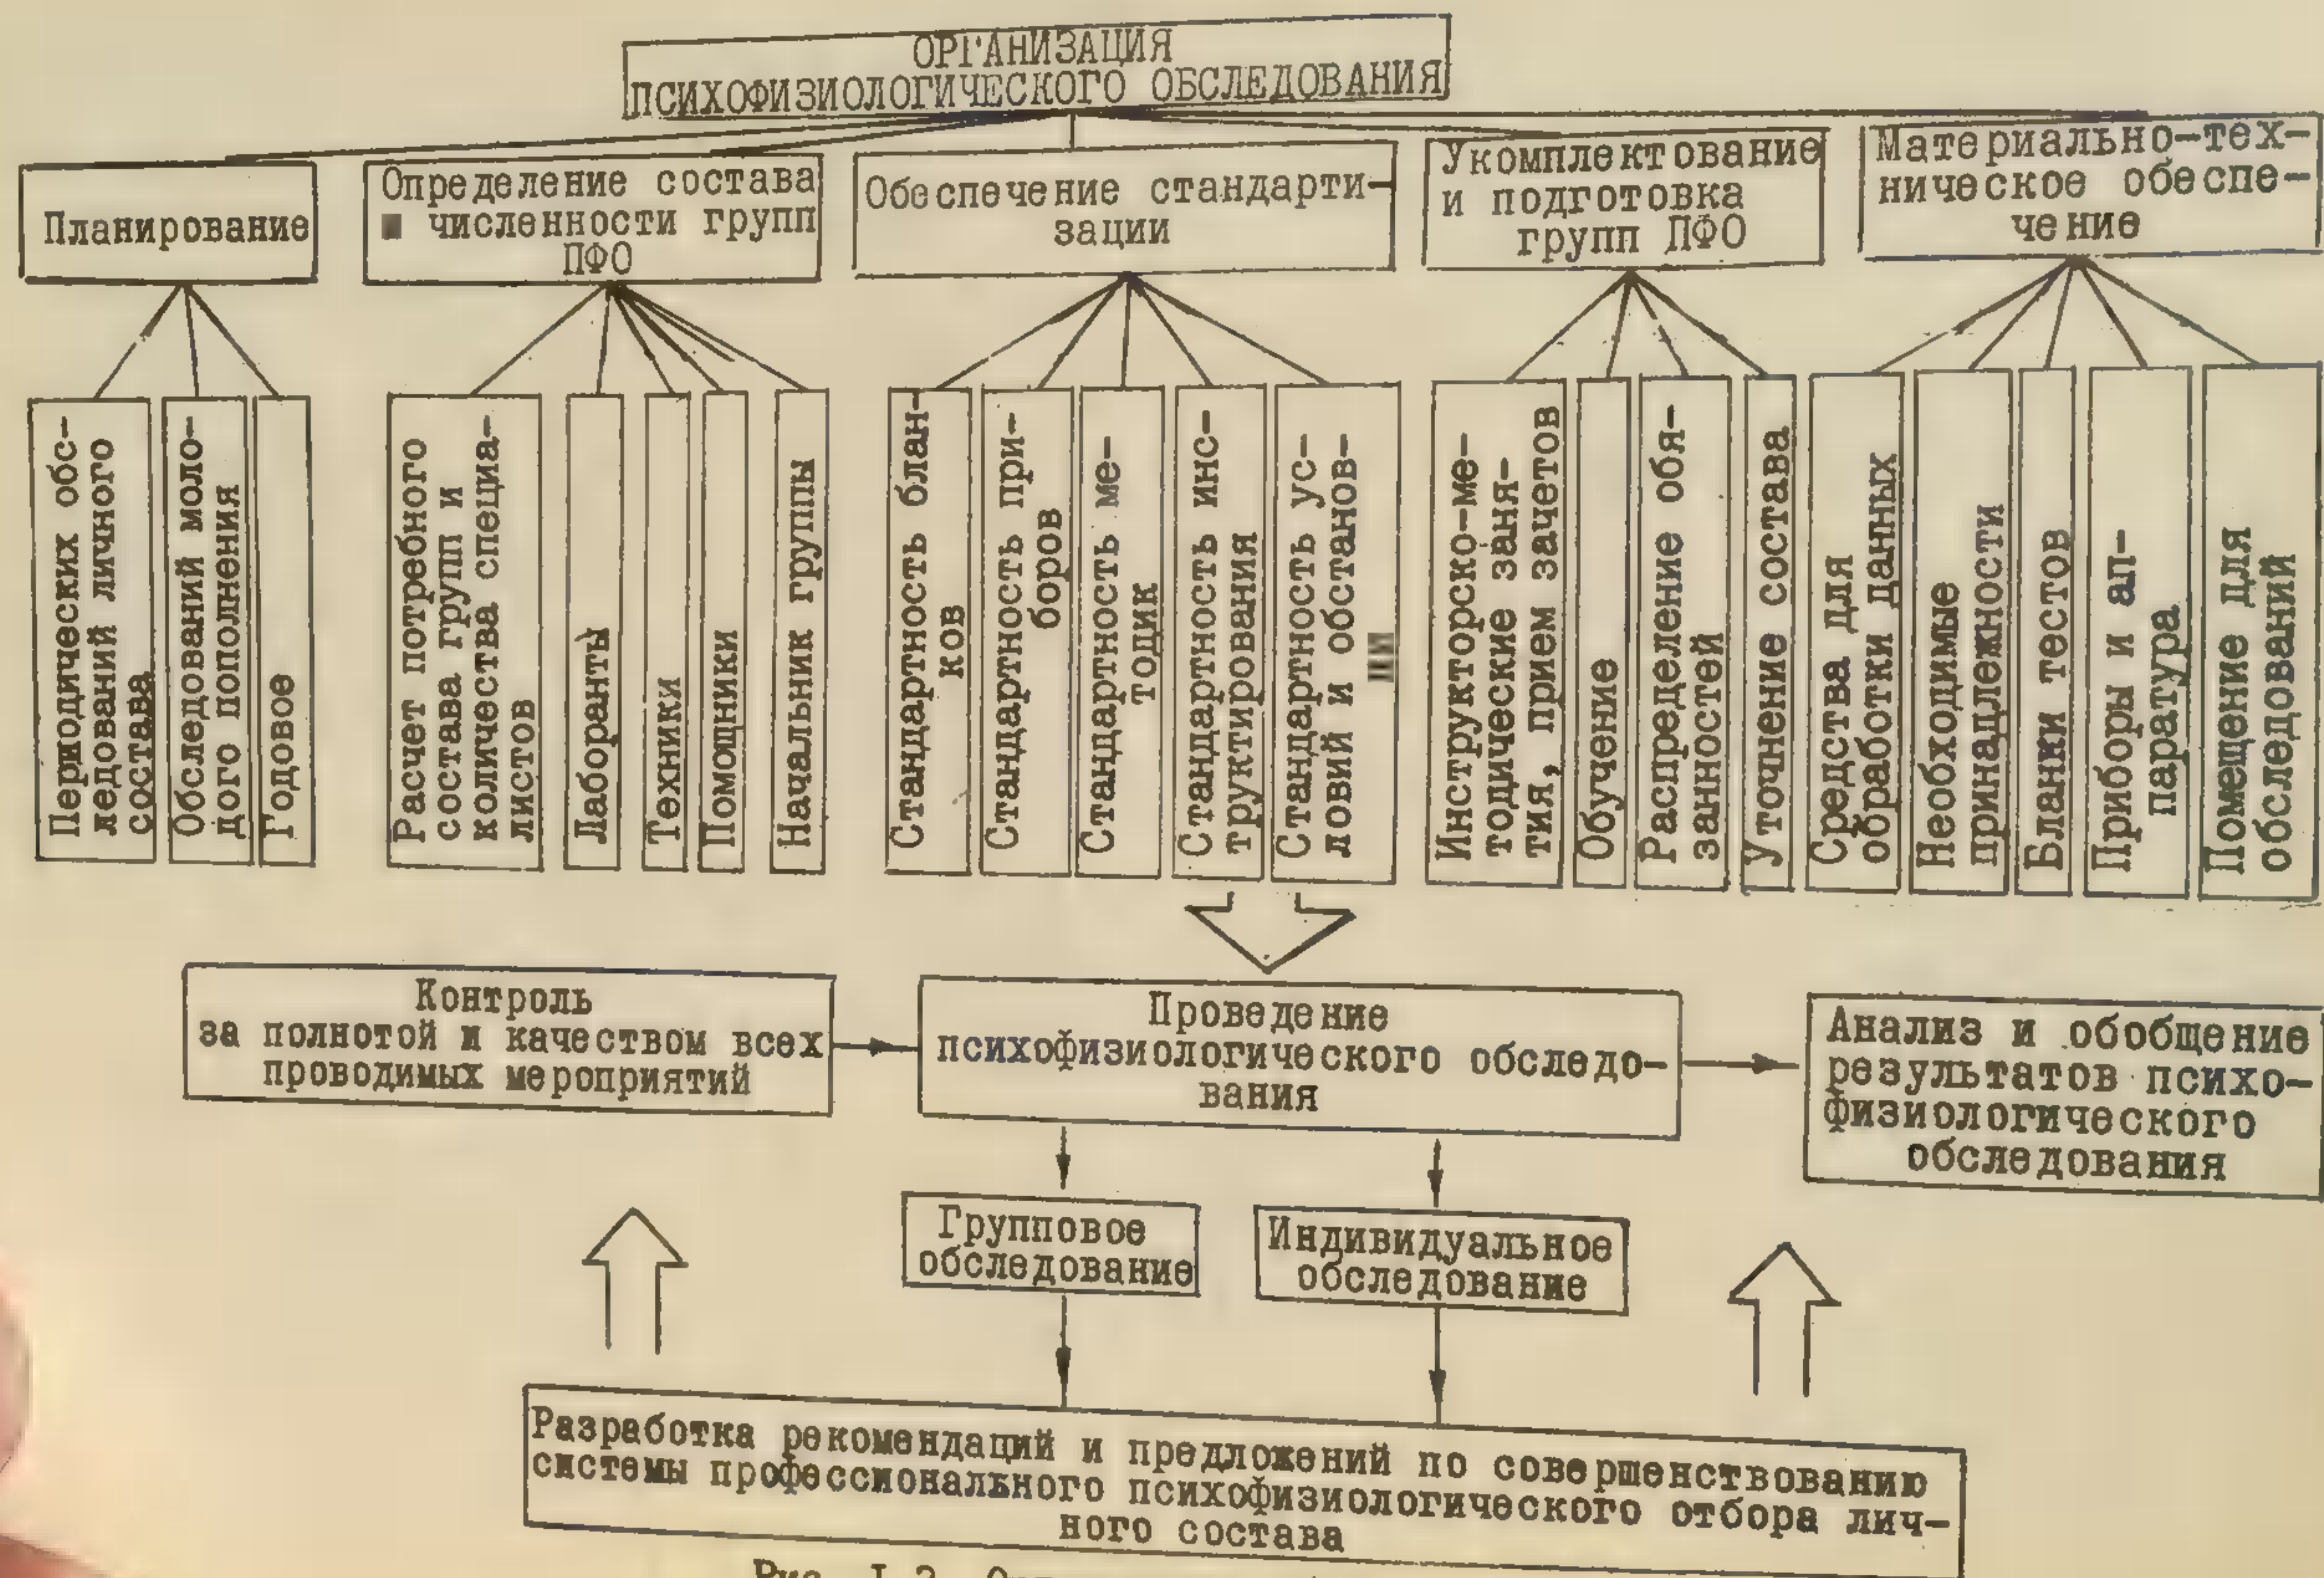 ОРГАНИЗАЦИЯ
ПСИХОФИЗИОЛОГИЧЕСКОГО ОБСЛЕДОВАНИЯ
Планирование
Определение состава
численности групп
ПФО
Обеспечение стандарти-
зации
Укомплектование
и подготовка
групп ПФО
Материально-тех-
ническое обеспе-
чение
Периодических обс-
ледований личного
состава
Обследований моло-
дого пополнения
Годовое
Расчет потребного
состава групп и
количества специа-
листов
Лаборанты
Техники
Помощники
Начальник группы
Стандартность блан-
ков
Стандартность при-
боров
Стандартность ме-
тодик
Стандартность инс-
труктирования
Стандартность ус-
ловий и обстанов-
Инструкторско-ме-
тодические заня-
тия, прием зачетов
Обучение
Распределение обя-
занностей
Уточнение состава
Средства для
обработки данных
Необходимые
принадлежности
Бланки тестов
Приборы и ап-
паратура
Помещение для
обследований
Контроль
за полнотой и качеством всех
проводимых мероприятий
Проведение
психофизиологического обследо-
вания
Анализ и обобщение
результатов психо-
физиологического
обследования
Групповое
обследование
Индивидуальное
обследование
Разработка рекомендаций и предложений по совершенствованию
системы профессионального психофизиологического отбора лич-
ного состава
Рис.